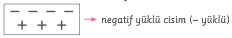 − − − −
+ + +
negatif yüklü cisim (− yüklü)